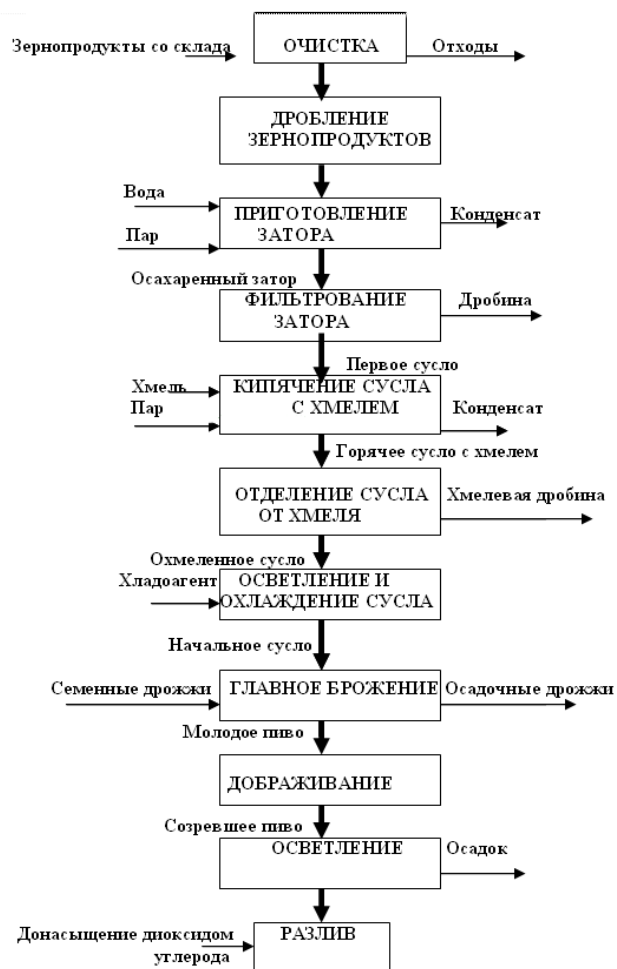 Зернопродукты со склада
ОЧИСТКА
Отходы
ДРОБЛЕНИЕ
ЗЕРНОПРОДУКТОВ
Вода
Пар
ПРИГОТОВЛЕНИЕ
ЗАТОРА
Конденсат
Осахаренный затор
ФИЛЬТРОВАНИЕ
ЗАТОРА
Дробина
Первое сусло
Хмель
Пар
КИПЯЧЕНИЕ СУСЛА
С ХМЕЛЕМ
Конденсат
Горячее сусло с хмелем
ОТДЕЛЕНИЕ СУСЛА
ОТ ХМЕЛЯ
Хмелевая дробина
Охмеленное сусло
Хладоагент
ОСВЕТЛЕНИЕ И
ОХЛАЖДЕНИЕ СУСЛА
Начальное сусло
Семенные дрожжи
ГЛАВНОЕ БРОЖЕНИЕ
Осадочные дрожжи
Молодое пиво
ДОБРАЖИВАНИЕ
Созревшее пиво
ОСВЕТЛЕНИЕ
Осадок
Донасыщение диоксидом
углерода
РАЗЛИВ